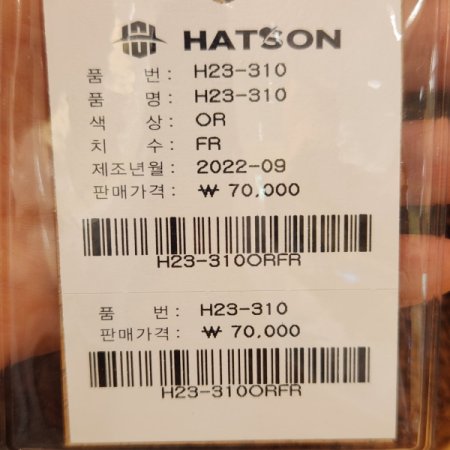 HATSON
품 번 : H23-310
품 명 : H23-310
색 상 : OR
치 수 : FR
제조년월 : 2022-09
판매가격 : ₩ 70,000
H23-310ORFR
품 번 : H23-310
판매가격 : ₩ 70,000
H23-310ORFR